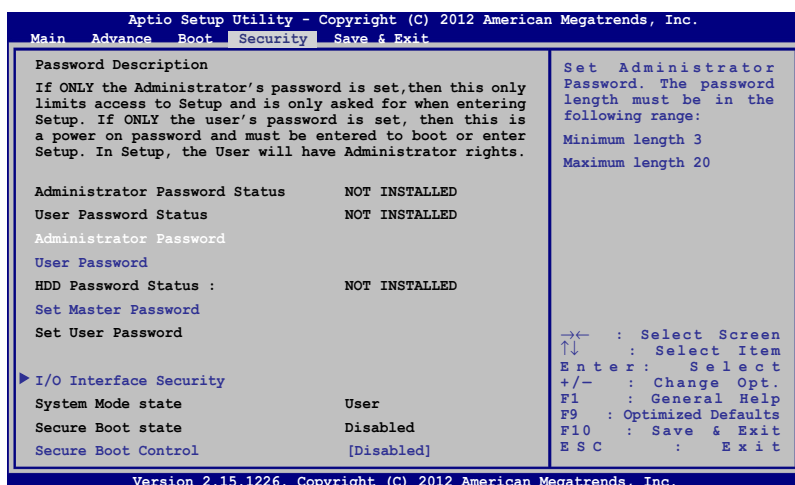 Aptio Setup Utility - Copyright (C) 2012 American Megatrends, Inc.
Main Advance Boot Security Save & Exit
Password Description
If ONLY the Administrator's password is set,then this only
limits access to Setup and is only asked for when entering
Setup. If ONLY the user's password is set, then this is
a power on password and must be entered to boot or enter
Setup. In Setup, the User will have Administrator rights.
Administrator Password Status NOT INSTALLED
User Password Status NOT INSTALLED
Administrator Password
User Password
HDD Password Status : NOT INSTALLED
Set Master Password
Set User Password
I/O Interface Security
System Mode state User
Secure Boot state Disabled
Secure Boot Control [Disabled]
Set Administrator
Password. The password
length must be in the
following range:
Minimum length 3
Maximum length 20
→← : Select Screen
↑↓ : Select Item
Enter: Select
+/— : Change Opt.
F1 : General Help
F9 : Optimized Defaults
F10 : Save & Exit
ESC : Exit
Version 2.15.1226. Copyright (C) 2012 American Megatrends, Inc.